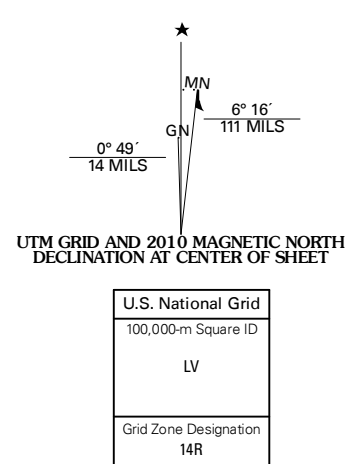 MN
6° 16´
111 MILS
GN
0° 49´
14 MILS
UTM GRID AND 2010 MAGNETIC NORTH
DECLINATION AT CENTER OF SHEET
U.S. National Grid
100,000-m Square ID
LV
Grid Zone Designation
14R